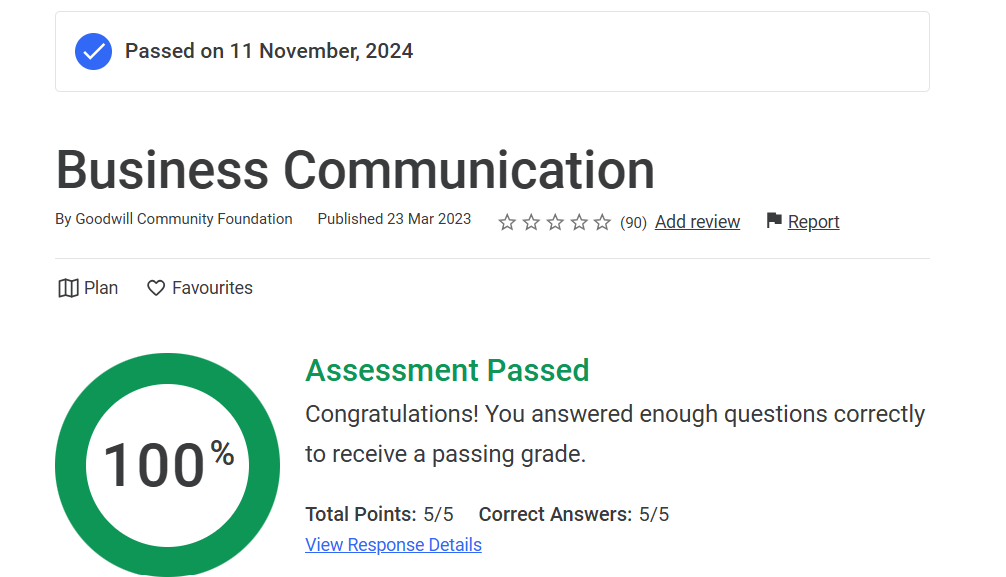 Passed on 11 November, 2024
Business Communication
By Goodwill Community Foundation Published 23 Mar 2023 (90) Add review Report
Plan Favourites
100%
Assessment Passed
Congratulations! You answered enough questions correctly
to receive a passing grade.
Total Points: 5/5 Correct Answers: 5/5
View Response Details